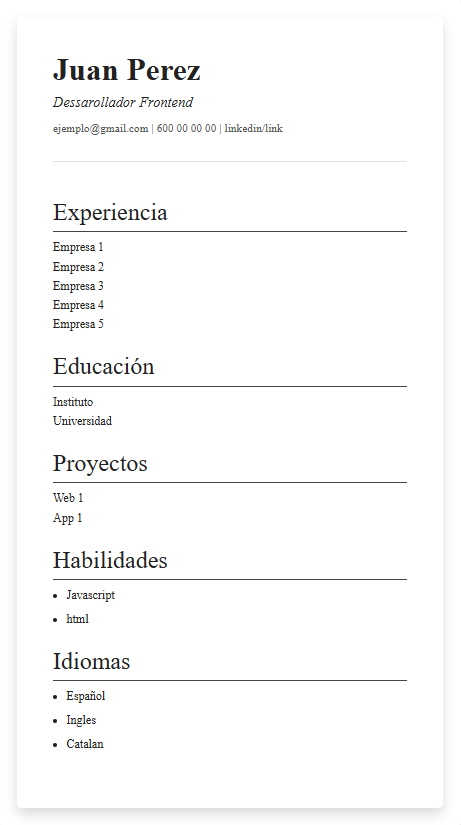 Juan Perez
Dessarollador Frontend
ejemplo@gmail.com | 600 00 00 00 | linkedin/link
Experiencia
Empresa 1
Empresa 2
Empresa 3
Empresa 4
Empresa 5
Educación
Instituto
Universidad
Proyectos
Web 1
App 1
Habilidades
• Javascript
• html
Idiomas
• Español
• Ingles
• Catalan